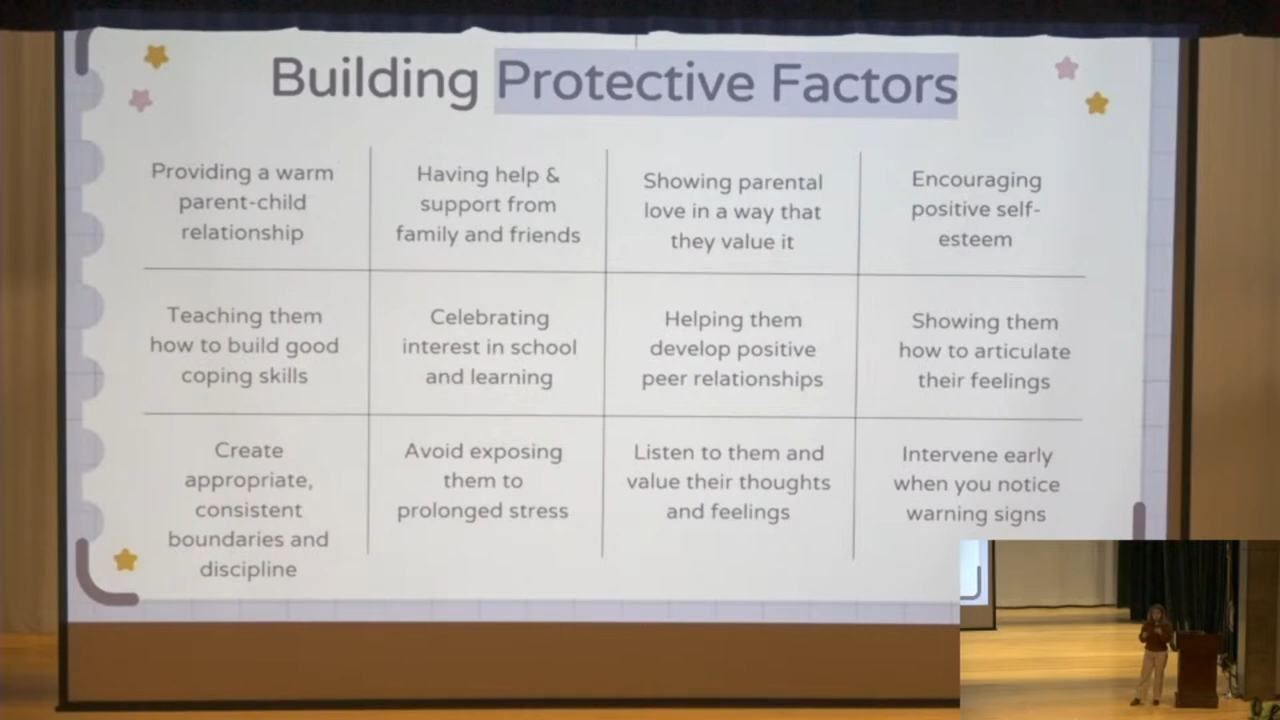 Building Protective Factors
Providing a warm
parent-child
relationship
Having help &
support from
family and friends
Showing parental
love in a way that
they value it
Encouraging
positive self-
esteem
Teaching them
how to build good
coping skills
Celebrating
interest in school
and learning
Helping them
develop positive
peer relationships
Showing them
how to articulate
their feelings
Create
appropriate,
consistent
boundaries and
discipline
Avoid exposing
them to
prolonged stress
Listen to them and
value their thoughts
and feelings
Intervene early
when you notice
warning signs